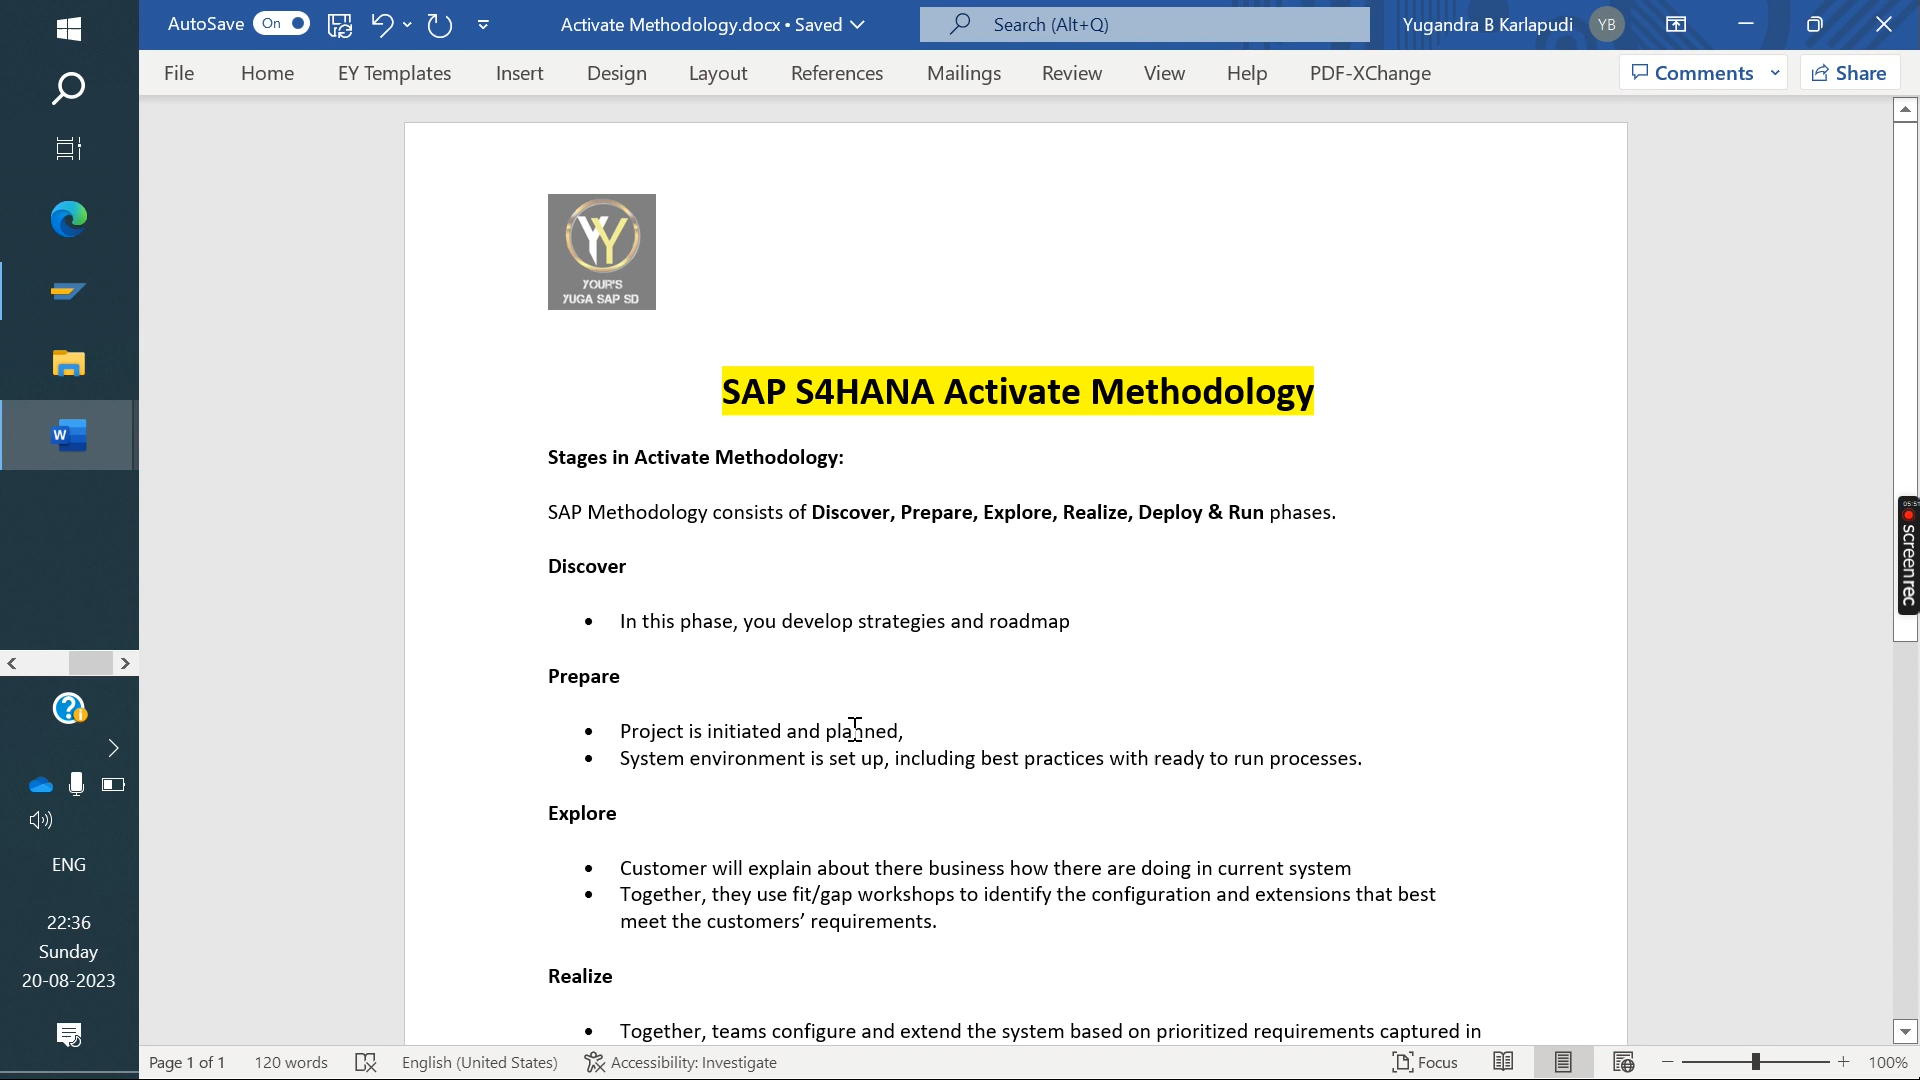 AutoSave On Activate Methodology.docx • Saved Search (Alt+Q) Yugandra B Karlapudi YB
File Home EY Templates Insert Design Layout References Mailings Review View Help PDF-XChange Comments Share
YY
YOUR'S
YUGA SAP SD
SAP S4HANA Activate Methodology
Stages in Activate Methodology:
SAP Methodology consists of Discover, Prepare, Explore, Realize, Deploy & Run phases.
Discover
• In this phase, you develop strategies and roadmap
Prepare
• Project is initiated and planned,
• System environment is set up, including best practices with ready to run processes.
Explore
• Customer will explain about there business how there are doing in current system
• Together, they use fit/gap workshops to identify the configuration and extensions that best
meet the customers’ requirements.
Realize
• Together, teams configure and extend the system based on prioritized requirements captured in
W
ENG
22:36
Sunday
20-08-2023
screenrec
Page 1 of 1 120 words English (United States) Accessibility: Investigate Focus 100%